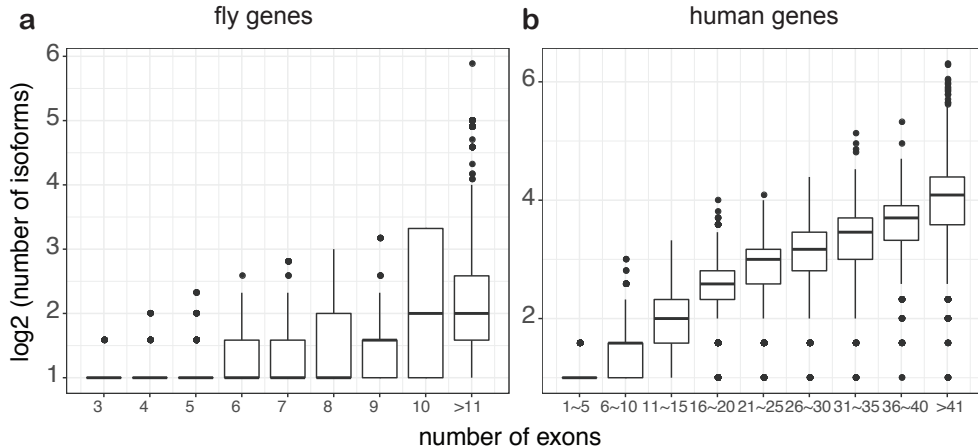 a fly genes
b human genes
log2 (number of isoforms)
6
5
4
3
2
1
3 4 5 6 7 8 9 10 >11
6
4
2
1~5 6~10 11~15 16~20 21~25 26~30 31~35 36~40 >41
number of exons